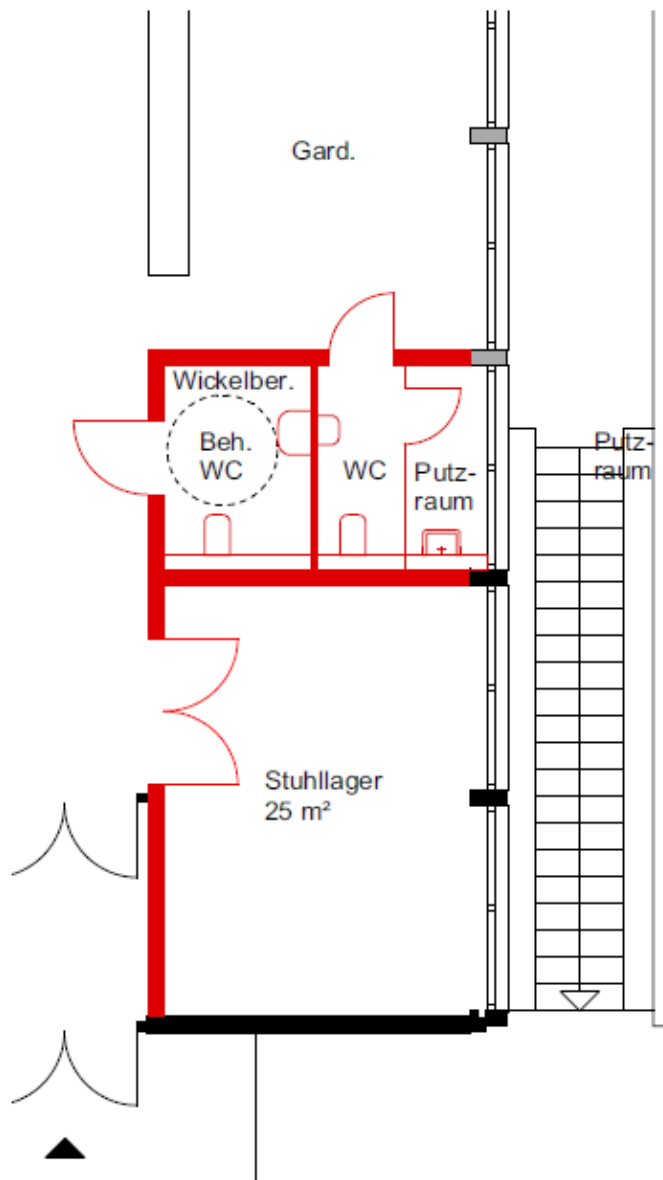 Gard.
Wickelber.
Beh.
WC
WC
Putz-
raum
Putz-
raum
Stuhllager
25 m²